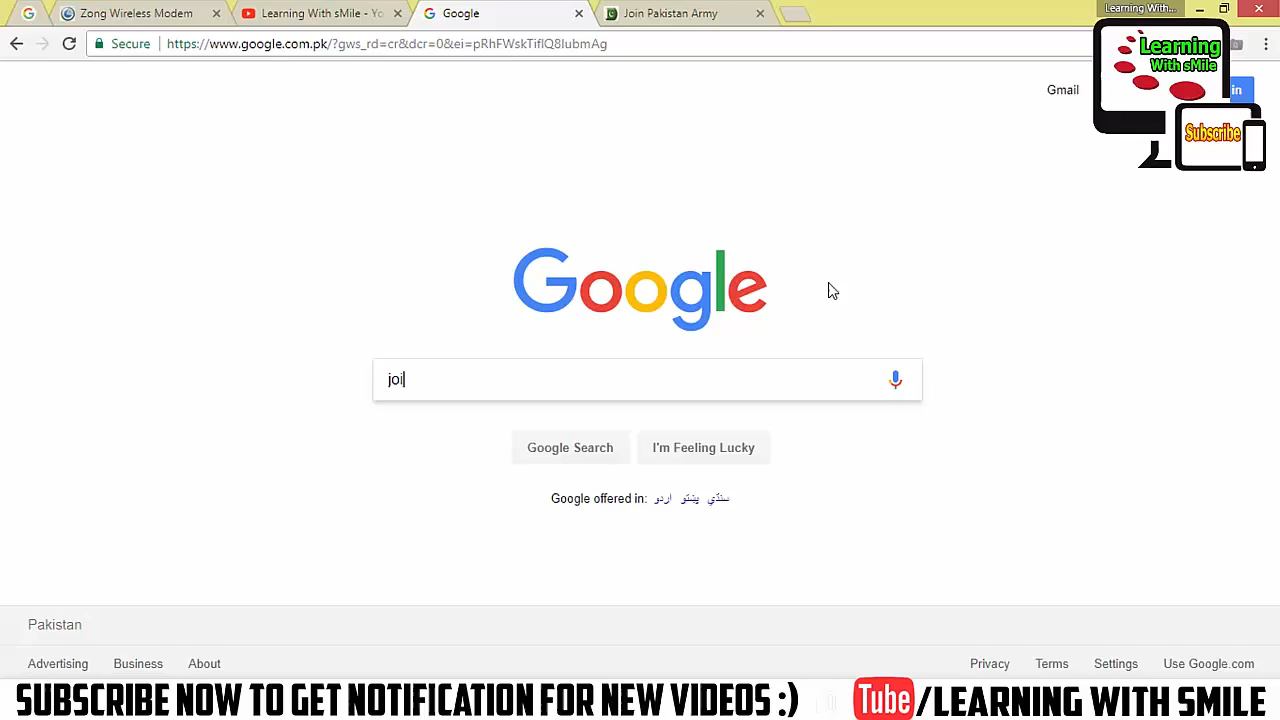 Zong Wireless Modem
Learning With sMile - Yo
Google
Join Pakistan Army
Learning With...
Secure
https://www.google.com.pk/?gws_rd=cr&dcr=0&ei=pRhFWskTiflQ8lubmAg
Learning
With sMile
Gmail
in
Subscribe
Google
joi
Google Search
I'm Feeling Lucky
Google offered in: اردو پښتو سنڌي
Pakistan
Advertising
Business
About
Privacy
Terms
Settings
Use Google.com
SUBSCRIBE NOW TO GET NOTIFICATION FOR NEW VIDEOS :)
Tube/LEARNING WITH SMILE